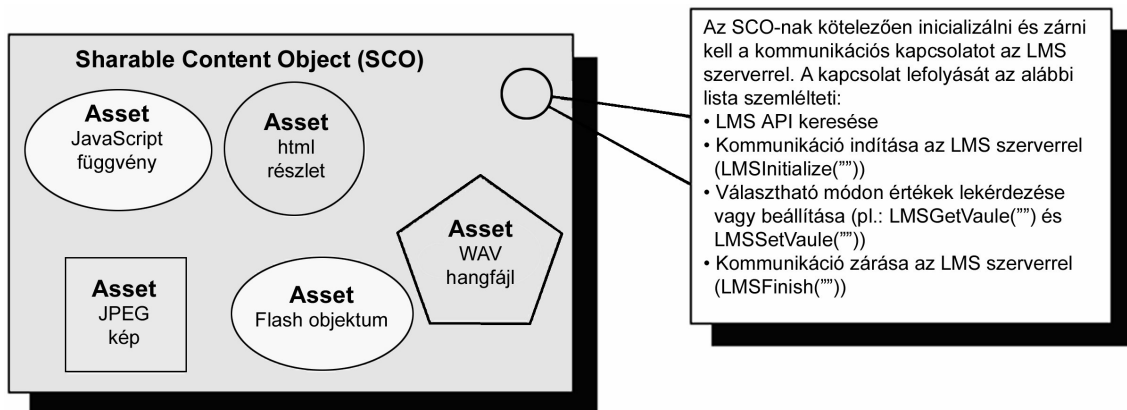 Sharable Content Object (SCO)
Asset
JavaScript
függvény
Asset
html
részlet
Asset
WAV
hangfájl
Asset
JPEG
kép
Asset
Flash objektum
Az SCO-nak kötelezően inicializálni és zárni
kell a kommunikációs kapcsolatot az LMS
szerverrel. A kapcsolat lefolyását az alábbi
lista szemlélteti:
• LMS API keresése
• Kommunikáció indítása az LMS szerverrel
(LMSInitialize(””))
• Választható módon értékek lekérdezése
vagy beállítása (pl.: LMSGetVaule(””) és
LMSSetVaule(””))
• Kommunikáció zárása az LMS szerverrel
(LMSFinish(””))